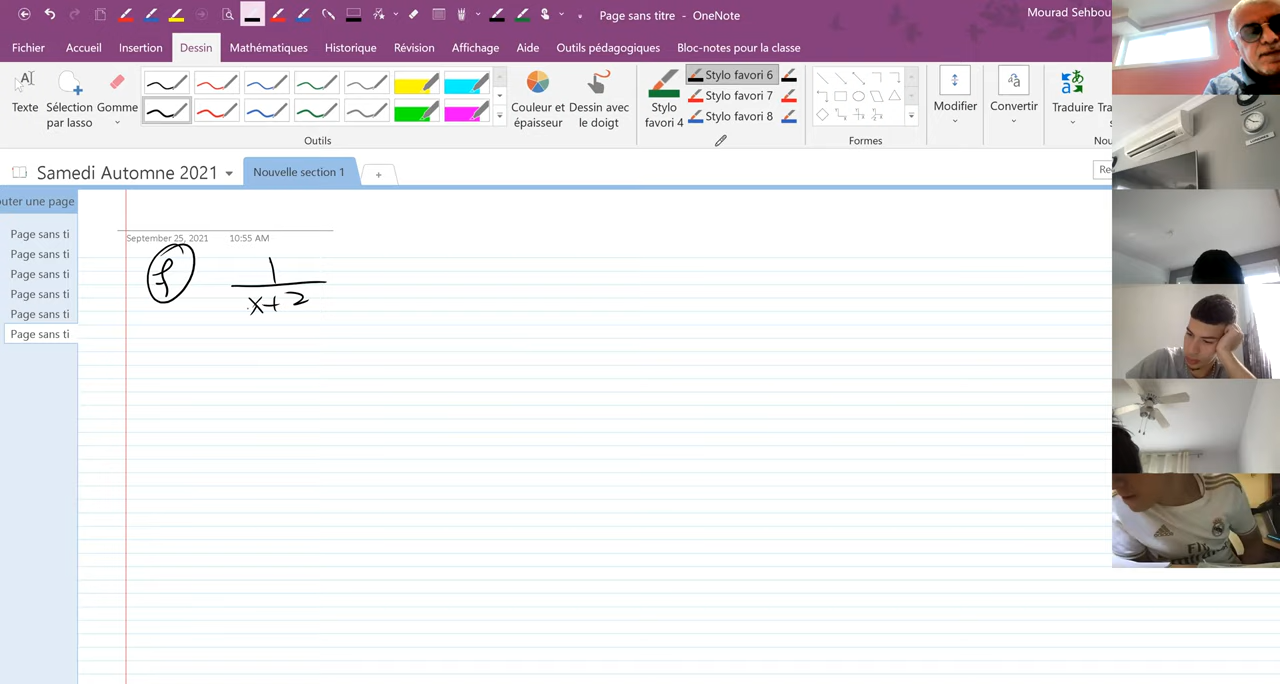 Page sans titre - OneNote
Mourad Sehbou
Fichier Accueil Insertion Dessin Mathématiques Historique Révision Affichage Aide Outils pédagogiques Bloc-notes pour la classe
Texte
Sélection par lasso
Gomme
Outils
Couleur et épaisseur
Dessin avec le doigt
Stylo favori 4
Stylo favori 6
Stylo favori 7
Stylo favori 8
Formes
Modifier
Convertir
Traduire
Tra
Nou
Samedi Automne 2021
Nouvelle section 1
Re
outer une page
Page sans ti
Page sans ti
Page sans ti
Page sans ti
Page sans ti
Page sans ti
September 25, 2021 10:55 AM
f
1
x+2